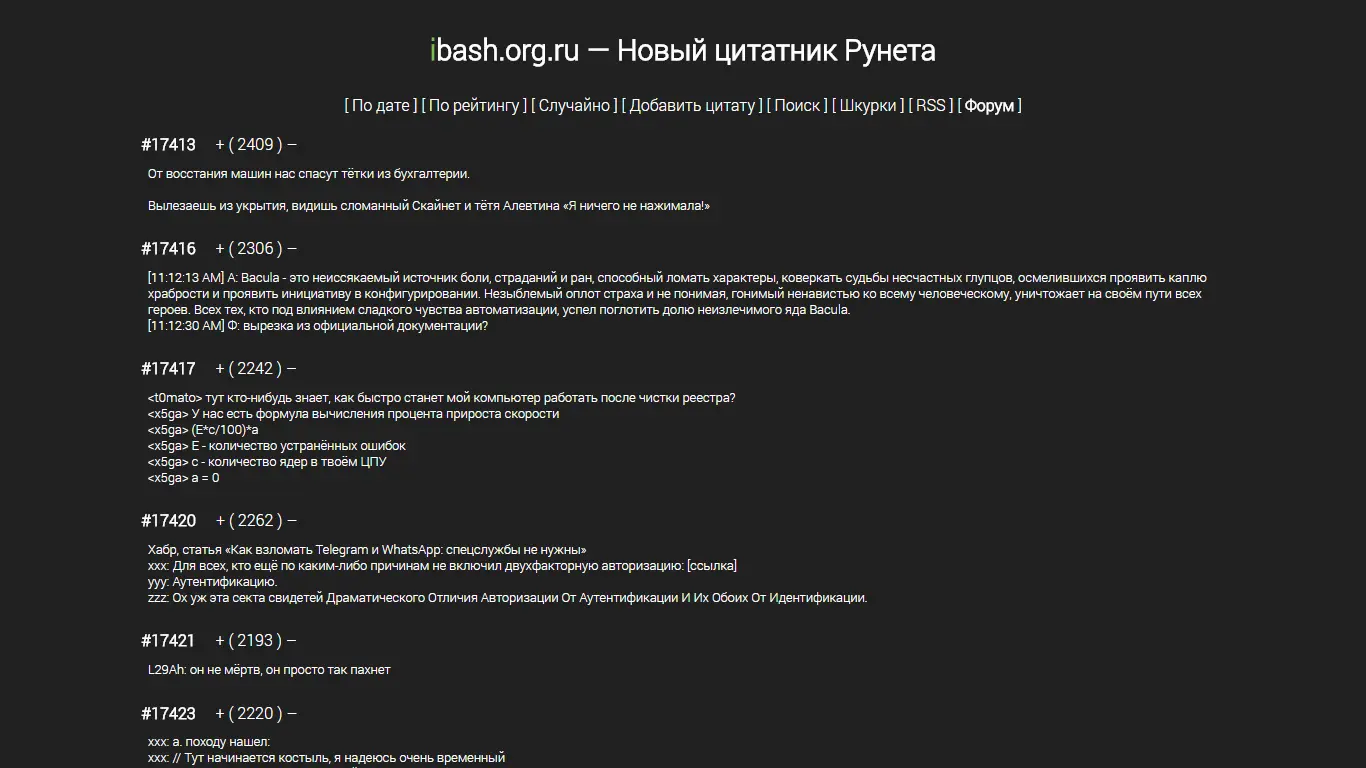 ibash.org.ru — Новый цитатник Рунета
[ По дате ] [ По рейтингу ] [ Случайно ] [ Добавить цитату ] [ Поиск ] [ Шкурки ] [ RSS ] [ Форум ]
#17413 + ( 2409 ) –
От восстания машин нас спасут тётки из бухгалтерии.
Вылезаешь из укрытия, видишь сломанный Скайнет и тётя Алевтина «Я ничего не нажимала!»
#17416 + ( 2306 ) –
[11:12:13 AM] А: Bacula - это неиссякаемый источник боли, страданий и ран, способный ломать характеры, коверкать судьбы несчастных глупцов, осмелившихся проявить каплю
храбрости и проявить инициативу в конфигурировании. Незыблемый оплот страха и не понимая, гонимый ненавистью ко всему человеческому, уничтожает на своём пути всех
героев. Всех тех, кто под влиянием сладкого чувства автоматизации, успел поглотить долю неизлечимого яда Bacula.
[11:12:30 AM] Ф: вырезка из официальной документации?
#17417 + ( 2242 ) –
<t0mato> тут кто-нибудь знает, как быстро станет мой компьютер работать после чистки реестра?
<x5ga> У нас есть формула вычисления процента прироста скорости
<x5ga> (E*c/100)*a
<x5ga> E - количество устранённых ошибок
<x5ga> c - количество ядер в твоём ЦПУ
<x5ga> a = 0
#17420 + ( 2262 ) –
Хабр, статья «Как взломать Telegram и WhatsApp: спецслужбы не нужны»
xxx: Для всех, кто ещё по каким-либо причинам не включил двухфакторную авторизацию: [ссылка]
yyy: Аутентификацию.
zzz: Ох уж эта секта свидетей Драматического Отличия Авторизации От Аутентификации И Их Обоих От Идентификации.
#17421 + ( 2193 ) –
L29Ah: он не мёртв, он просто так пахнет
#17423 + ( 2220 ) –
xxx: а. походу нашел:
xxx: // Тут начинается костыль, я надеюсь очень временный